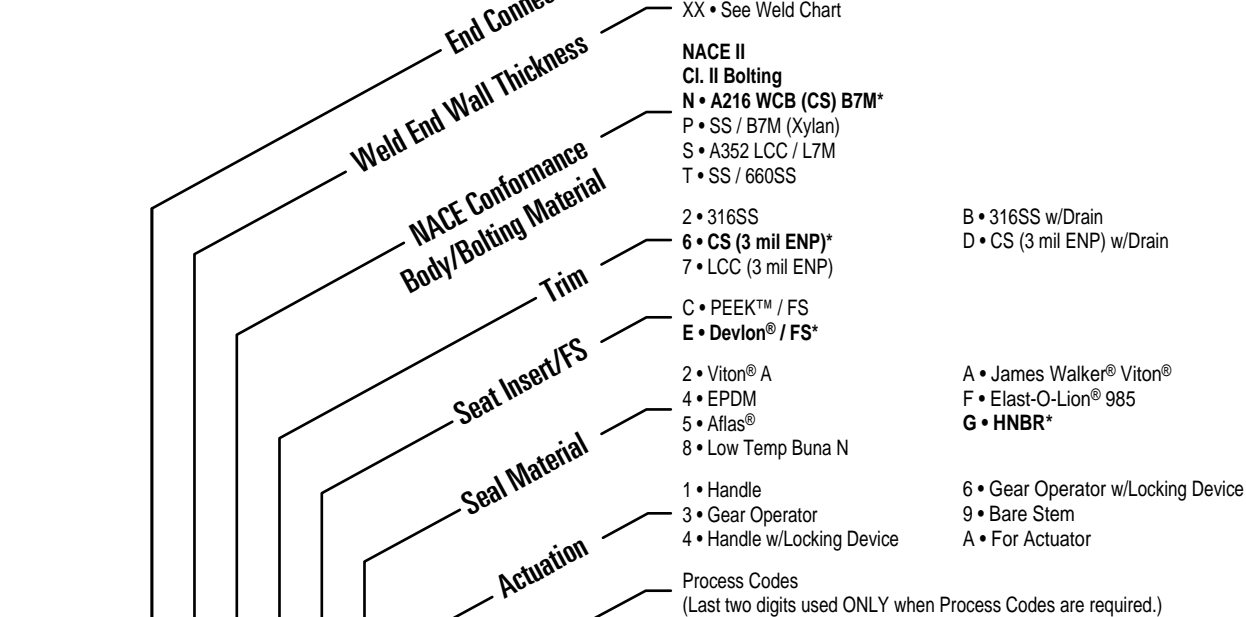 End Connec
XX • See Weld Chart
Weld End Wall Thickness
NACE II
Cl. II Bolting
N • A216 WCB (CS) B7M*
P • SS / B7M (Xylan)
S • A352 LCC / L7M
T • SS / 660SS
NACE Conformance
Body/Bolting Material
2 • 316SS
6 • CS (3 mil ENP)*
7 • LCC (3 mil ENP)
B • 316SS w/Drain
D • CS (3 mil ENP) w/Drain
Trim
C • PEEK™ / FS
E • Devlon® / FS*
Seat Insert/FS
2 • Viton® A
4 • EPDM
5 • Aflas®
8 • Low Temp Buna N
A • James Walker® Viton®
F • Elast-O-Lion® 985
G • HNBR*
Seal Material
1 • Handle
3 • Gear Operator
4 • Handle w/Locking Device
6 • Gear Operator w/Locking Device
9 • Bare Stem
A • For Actuator
Actuation
Process Codes
(Last two digits used ONLY when Process Codes are required.)